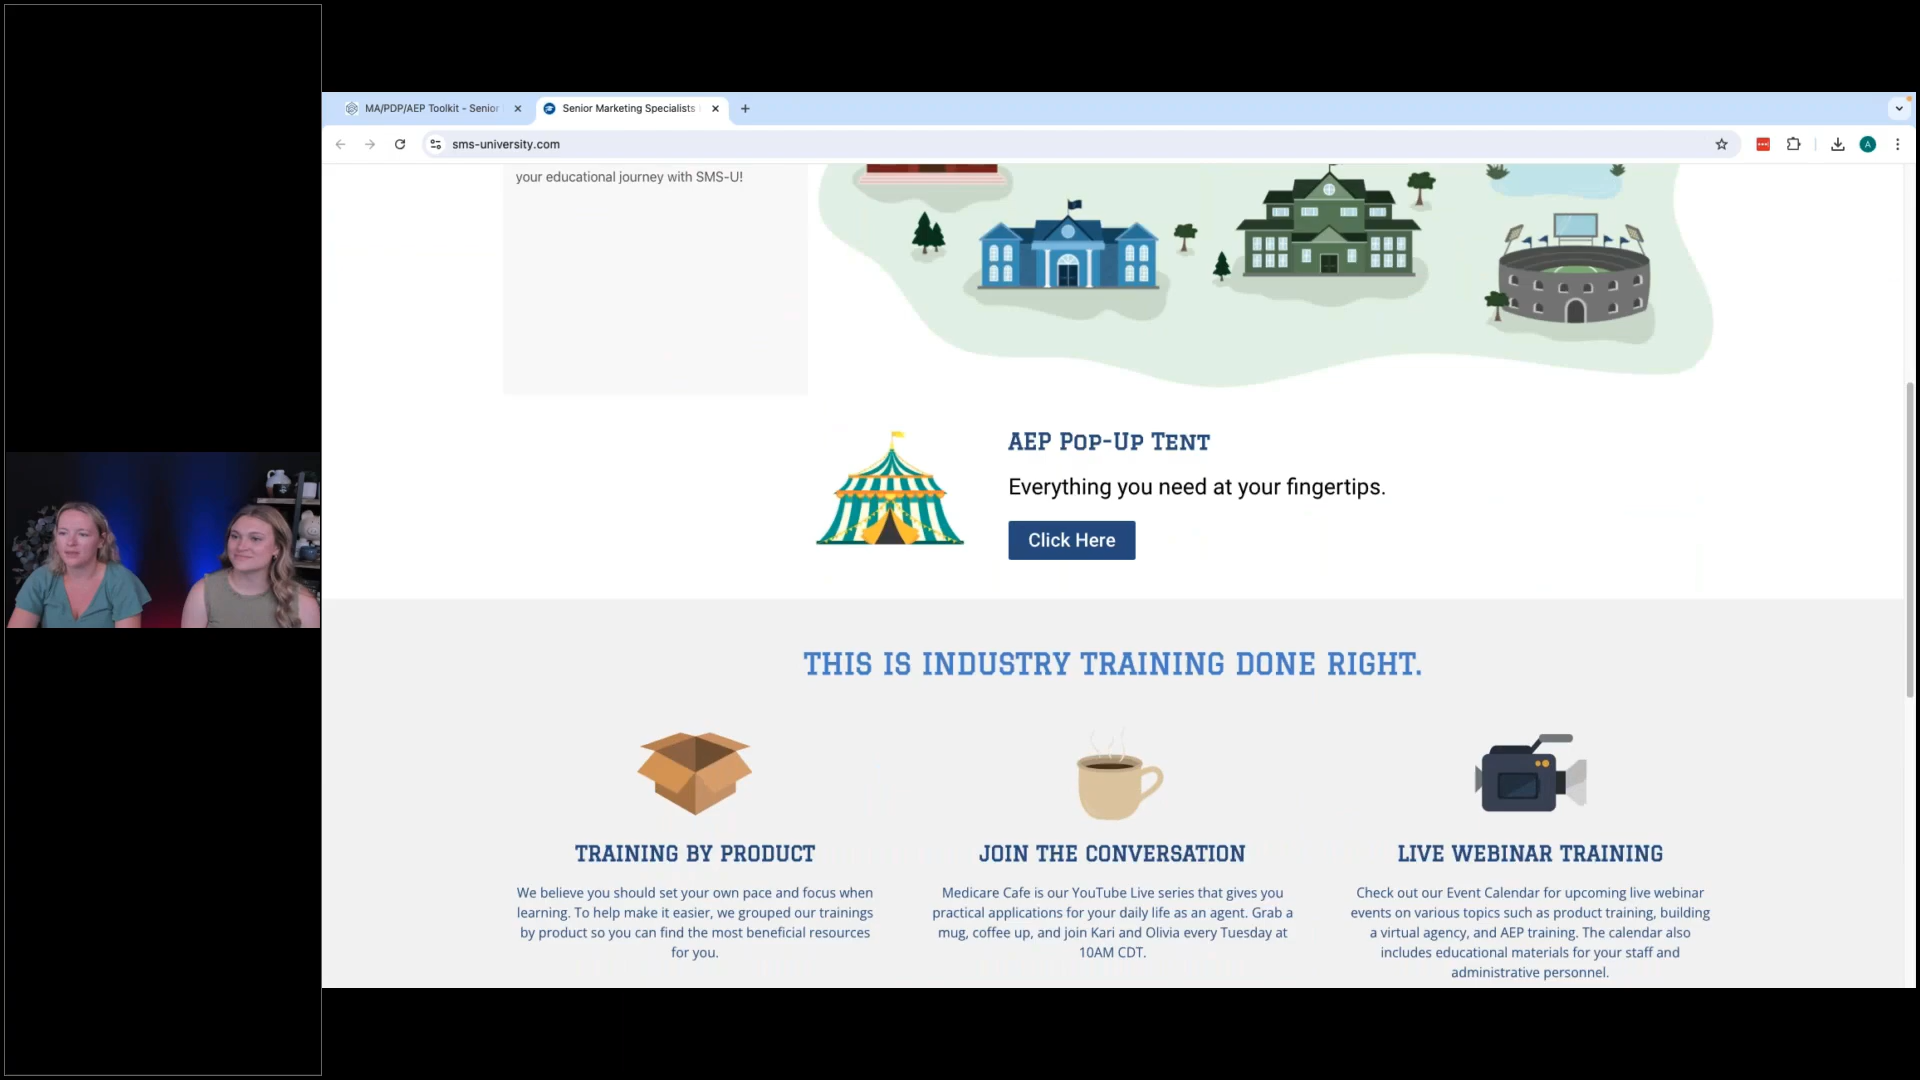 MA/PDP/AEP Toolkit - Senior
Senior Marketing Specialists
sms-university.com
A
your educational journey with SMS-U!
AEP Pop-Up Tent
Everything you need at your fingertips.
Click Here
THIS IS INDUSTRY TRAINING DONE RIGHT.
TRAINING BY PRODUCT
We believe you should set your own pace and focus when
learning. To help make it easier, we grouped our trainings
by product so you can find the most beneficial resources
for you.
JOIN THE CONVERSATION
Medicare Cafe is our YouTube Live series that gives you
practical applications for your daily life as an agent. Grab a
mug, coffee up, and join Kari and Olivia every Tuesday at
10AM CDT.
LIVE WEBINAR TRAINING
Check out our Event Calendar for upcoming live webinar
events on various topics such as product training, building
a virtual agency, and AEP training. The calendar also
includes educational materials for your staff and
administrative personnel.